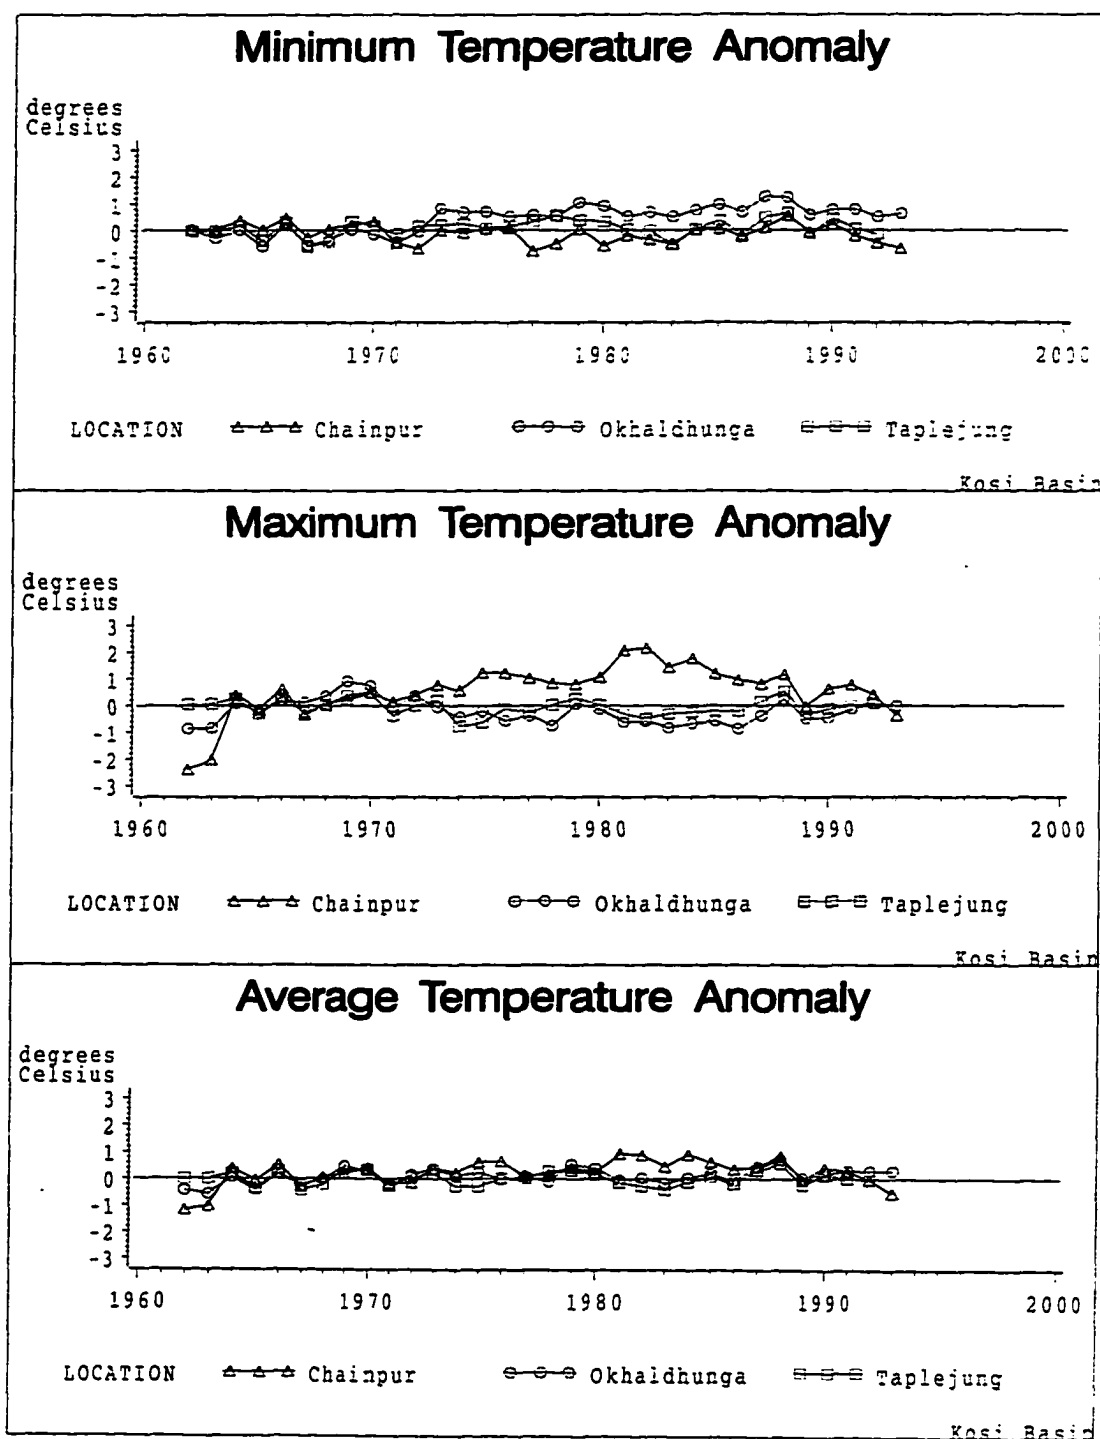 Minimum Temperature Anomaly
degrees
Celsius
3
2
1
0
-1
-2
-3
1960 1970 1980 1990 2000
LOCATION Chainpur Okhaldhunga Taplejung
Kosi Basin
Maximum Temperature Anomaly
degrees
Celsius
3
2
1
0
-1
-2
-3
1960 1970 1980 1990 2000
LOCATION Chainpur Okhaldhunga Taplejung
Kosi Basin
Average Temperature Anomaly
degrees
Celsius
3
2
1
0
-1
-2
-3
1960 1970 1980 1990 2000
LOCATION Chainpur Okhaldhunga Taplejung
Kosi Basin